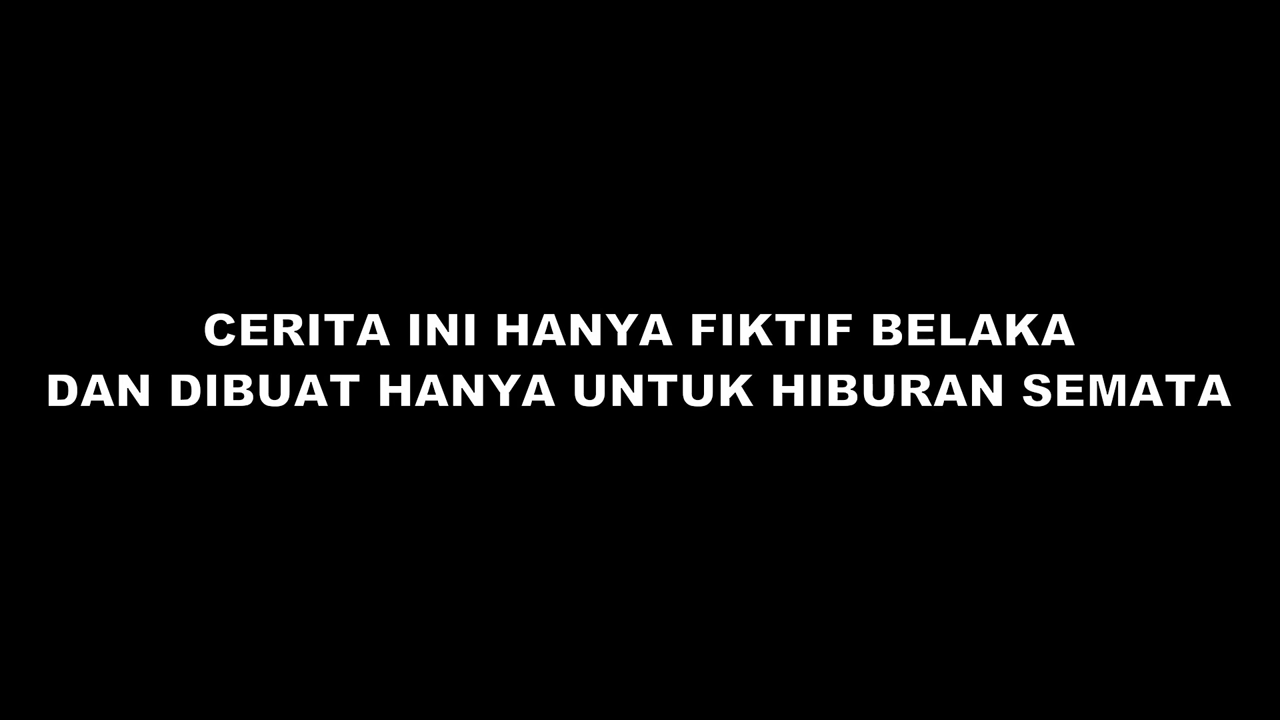 CERITA INI HANYA FIKTIF BELAKA
DAN DIBUAT HANYA UNTUK HIBURAN SEMATA